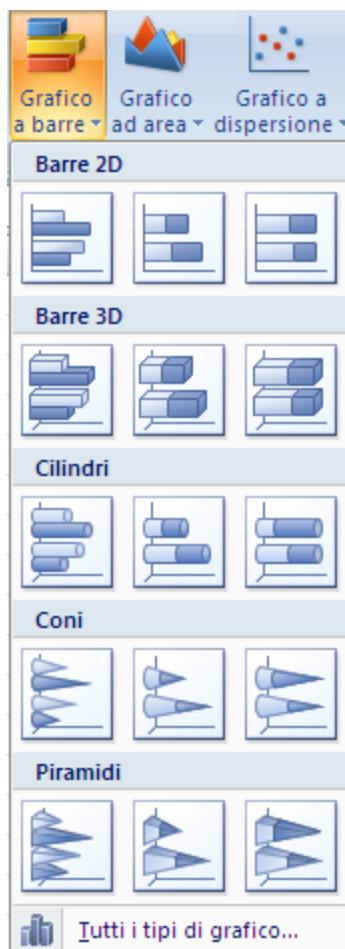 Grafico Grafico Grafico a
a barre ad area dispersione
Barre 2D
Barre 3D
Cilindri
Coni
Piramidi
Tutti i tipi di grafico...